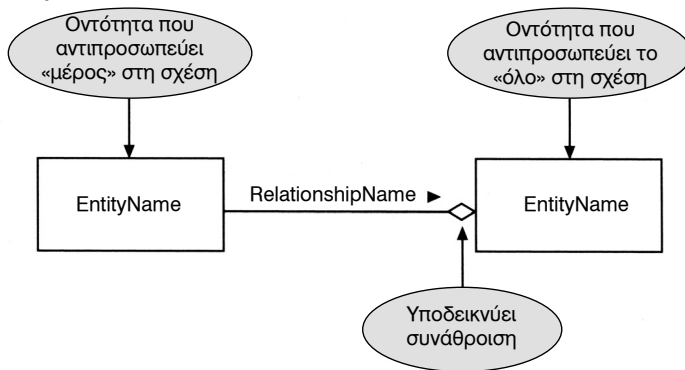 Οντότητα που
αντιπροσωπεύει
«μέρος» στη σχέση
Οντότητα που
αντιπροσωπεύει το
«όλο» στη σχέση
EntityName
RelationshipName ►
EntityName
Υποδεικνύει
συνάθροιση